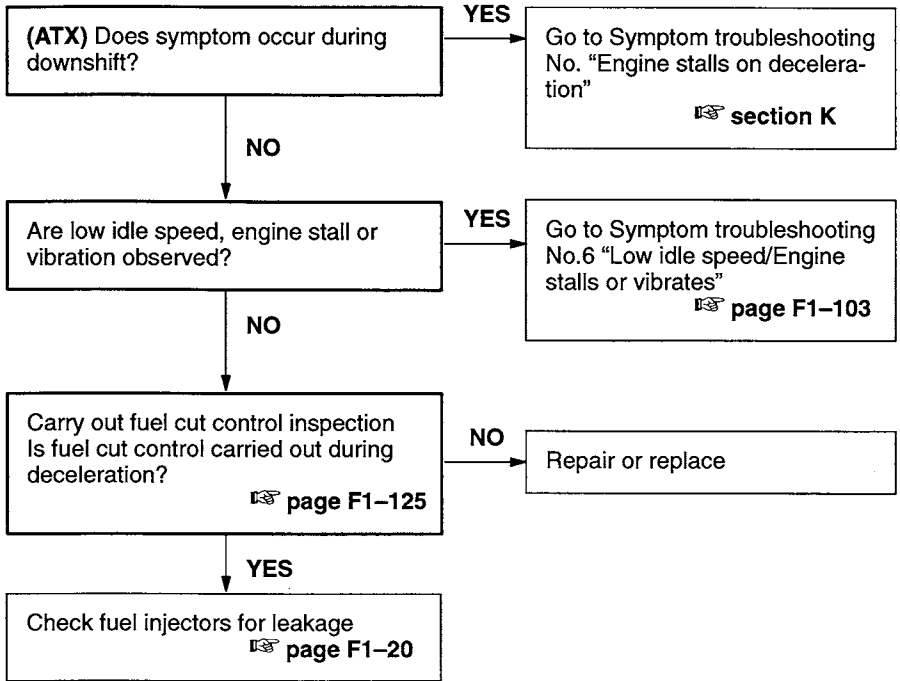 (ATX) Does symptom occur during
downshift?
YES
Go to Symptom troubleshooting
No. “Engine stalls on decelera-
tion”
☞ section K
NO
Are low idle speed, engine stall or
vibration observed?
YES
Go to Symptom troubleshooting
No.6 “Low idle speed/Engine
stalls or vibrates”
☞ page F1–103
NO
Carry out fuel cut control inspection
Is fuel cut control carried out during
deceleration?
☞ page F1–125
NO
Repair or replace
YES
Check fuel injectors for leakage
☞ page F1–20